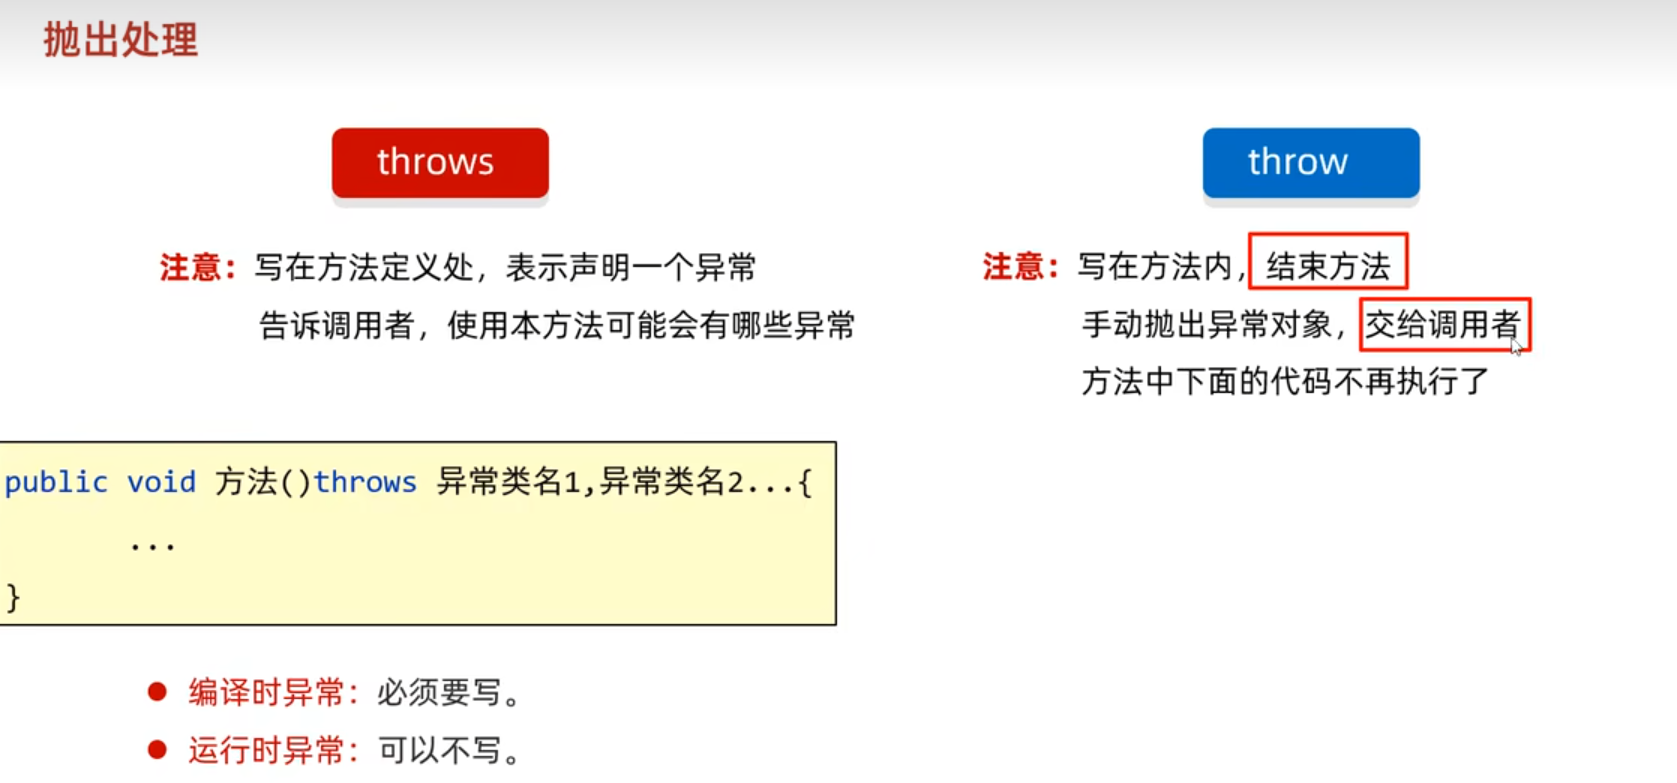 抛出处理
throws
注意：写在方法定义处，表示声明一个异常
告诉调用者，使用本方法可能会有哪些异常
public void 方法()throws 异常类名1,异常类名2...{
...
}
● 编译时异常：必须要写。
● 运行时异常：可以不写。
throw
注意：写在方法内，结束方法
手动抛出异常对象，交给调用者
方法中下面的代码不再执行了